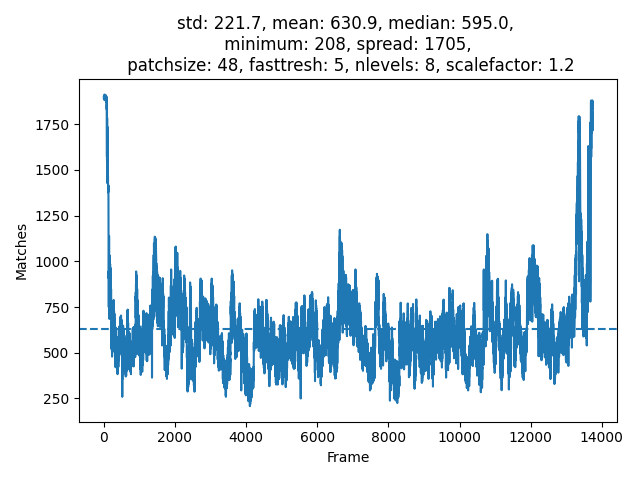 std: 221.7, mean: 630.9, median: 595.0,
minimum: 208, spread: 1705,
patchsize: 48, fasttresh: 5, nlevels: 8, scalefactor: 1.2
1750
1500
1250
1000
750
500
250
Matches
0 2000 4000 6000 8000 10000 12000 14000
Frame